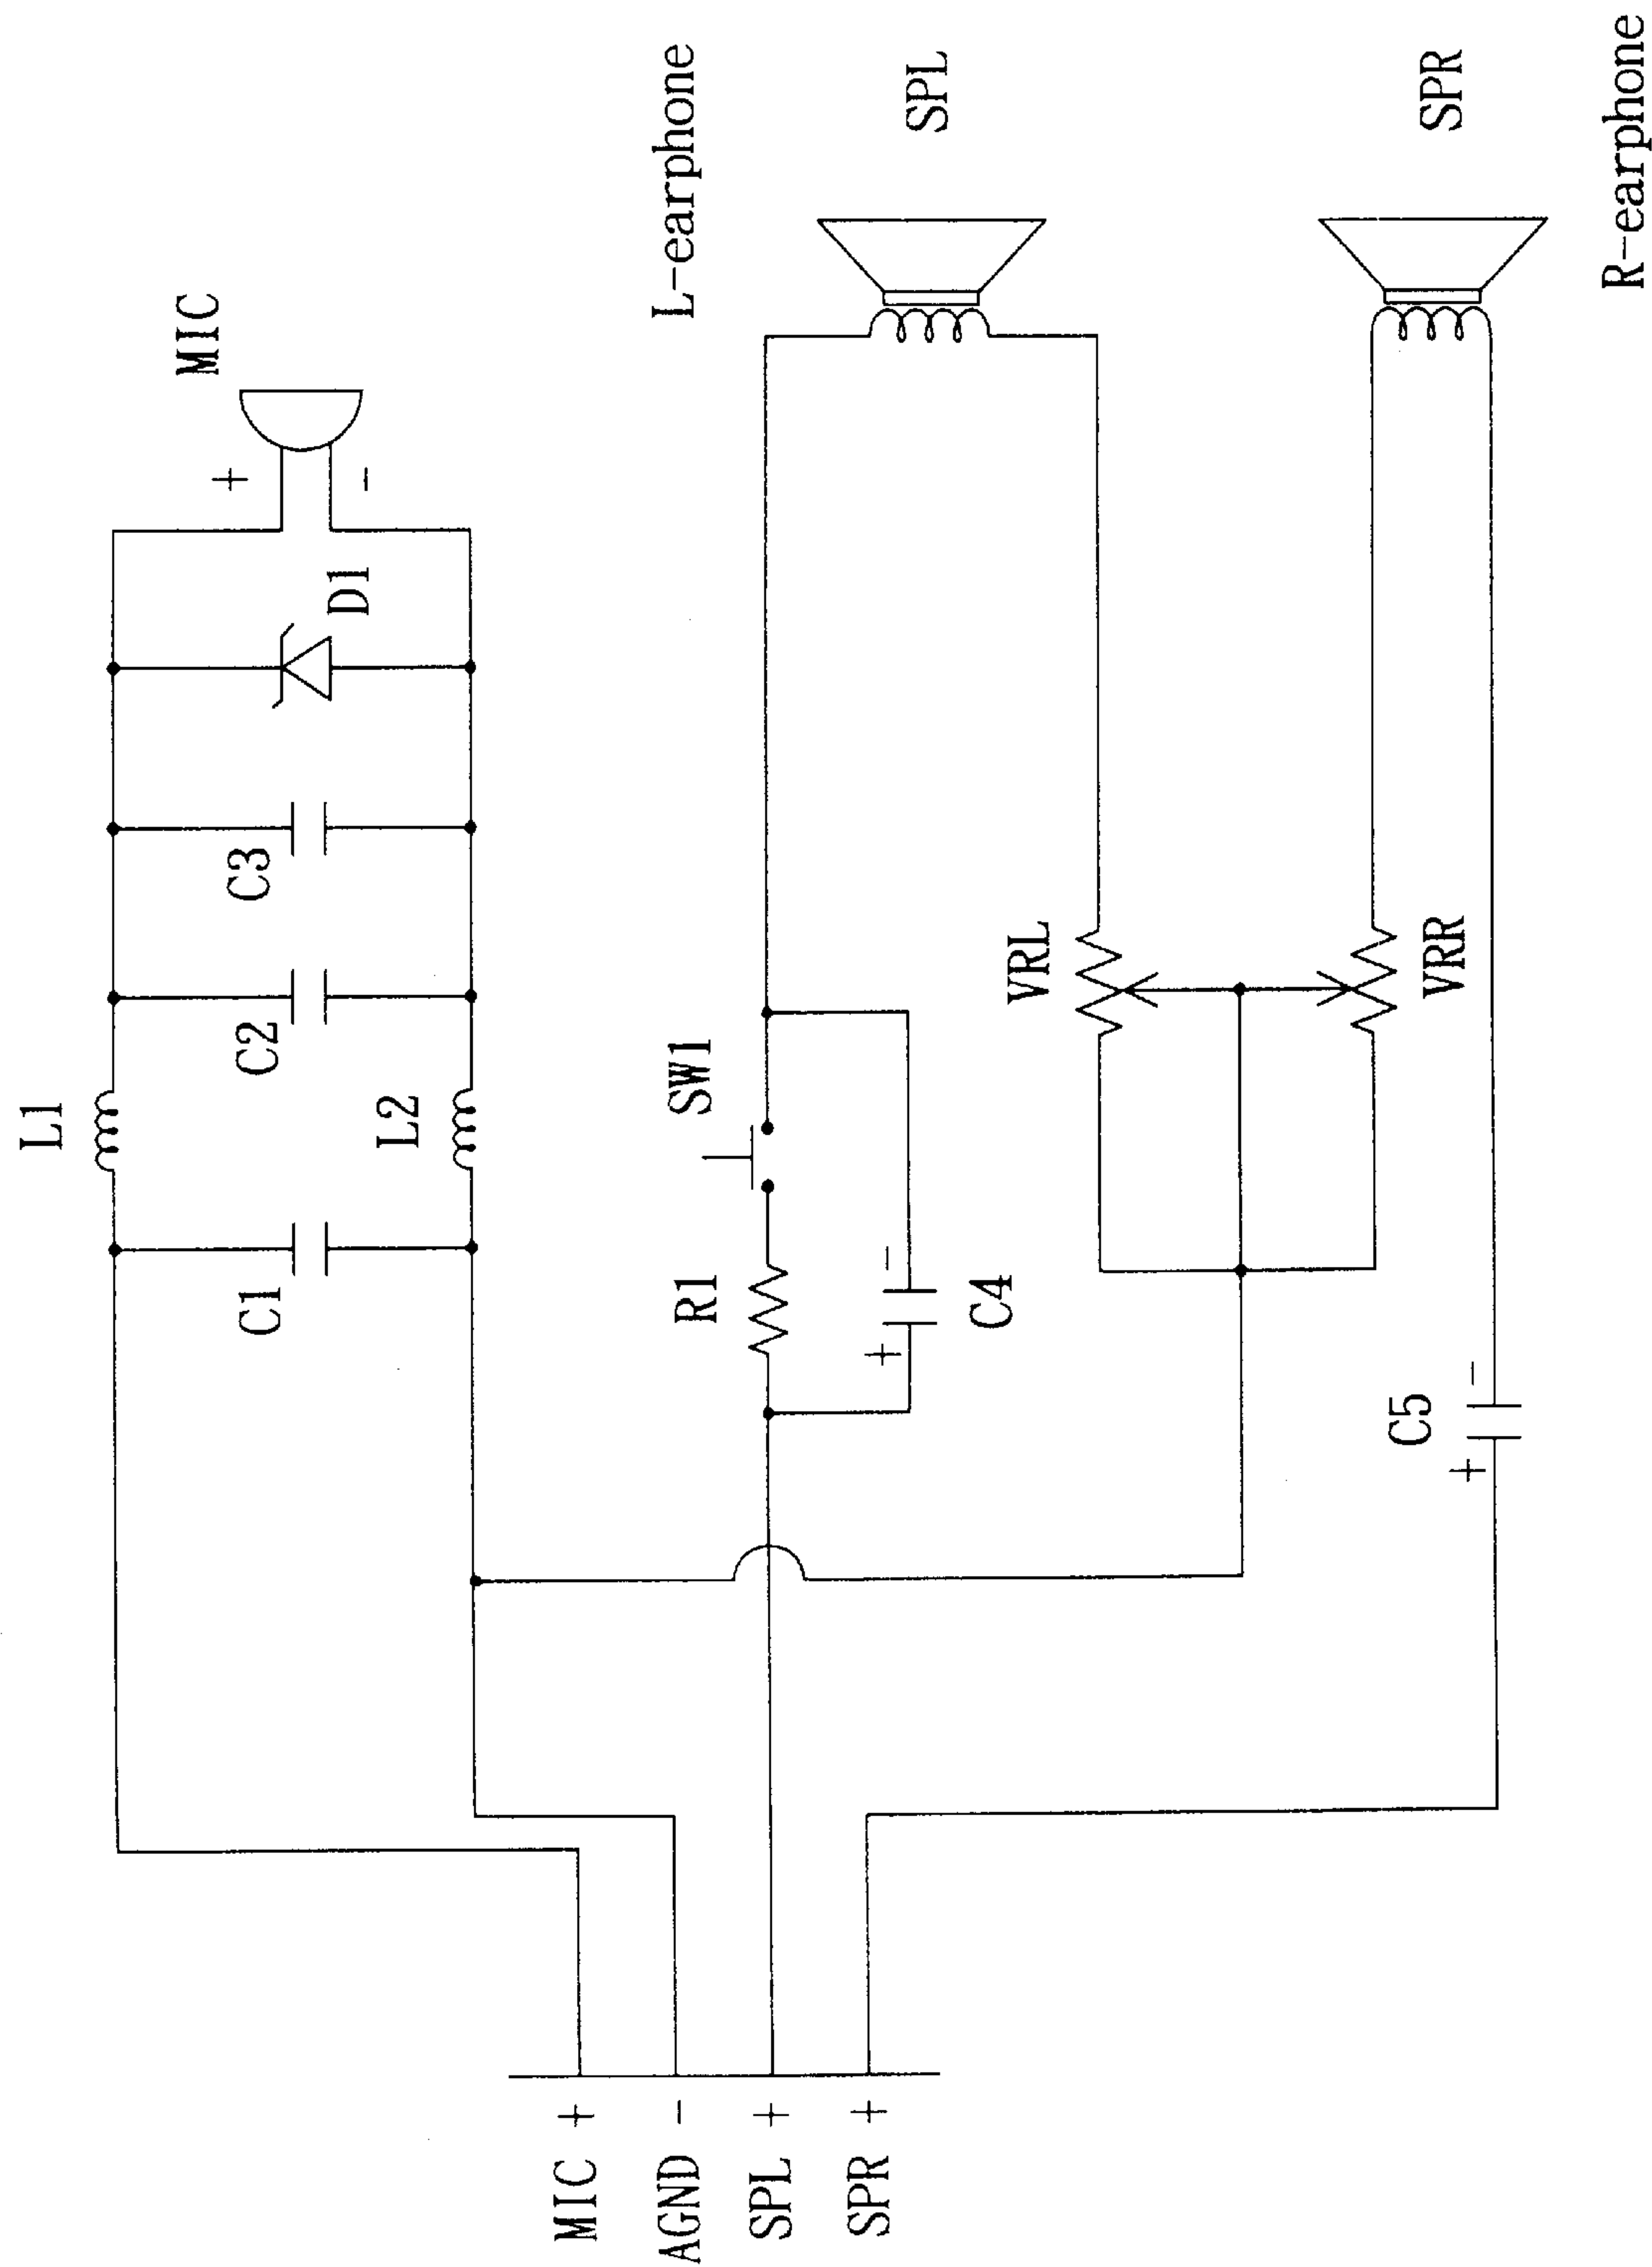 L1
MIC
+
C1
C2
C3
D1
-
L2
MIC +
L-earphone
AGND -
R1
SW1
SPL +
SPR +
+ -
SPL
C4
VRL
C5
VRR
SPR
+ -
R-earphone